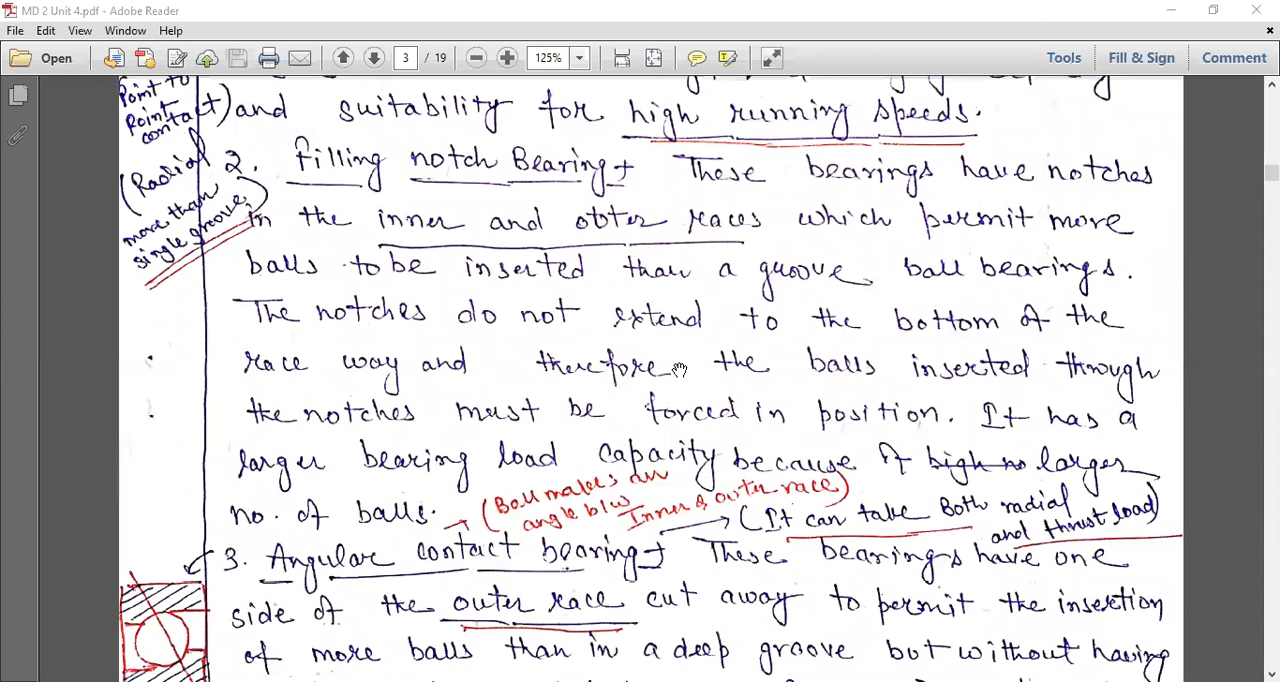 MD 2 Unit 4.pdf - Adobe Reader
File Edit View Window Help
Open 3 / 19 125% Tools Fill & Sign Comment
Point to
Point
contact)
and suitability for high running speeds.
(Radial
more than
single groove)
2. Filling notch Bearing → These bearings have notches
in the inner and outer races which permit more
balls to be inserted than a groove ball bearings.
The notches do not extend to the bottom of the
race way and therefore the balls inserted through
the notches must be forced in position. It has a
larger bearing load capacity because of high no larger
no. of balls.
→ (Ball makes an
angle b/w Inner & outer race)
→ (It can take Both radial
and thrust load)
3. Angular contact bearing → These bearings have one
side of the outer race cut away to permit the insertion
of more balls than in a deep groove but without having